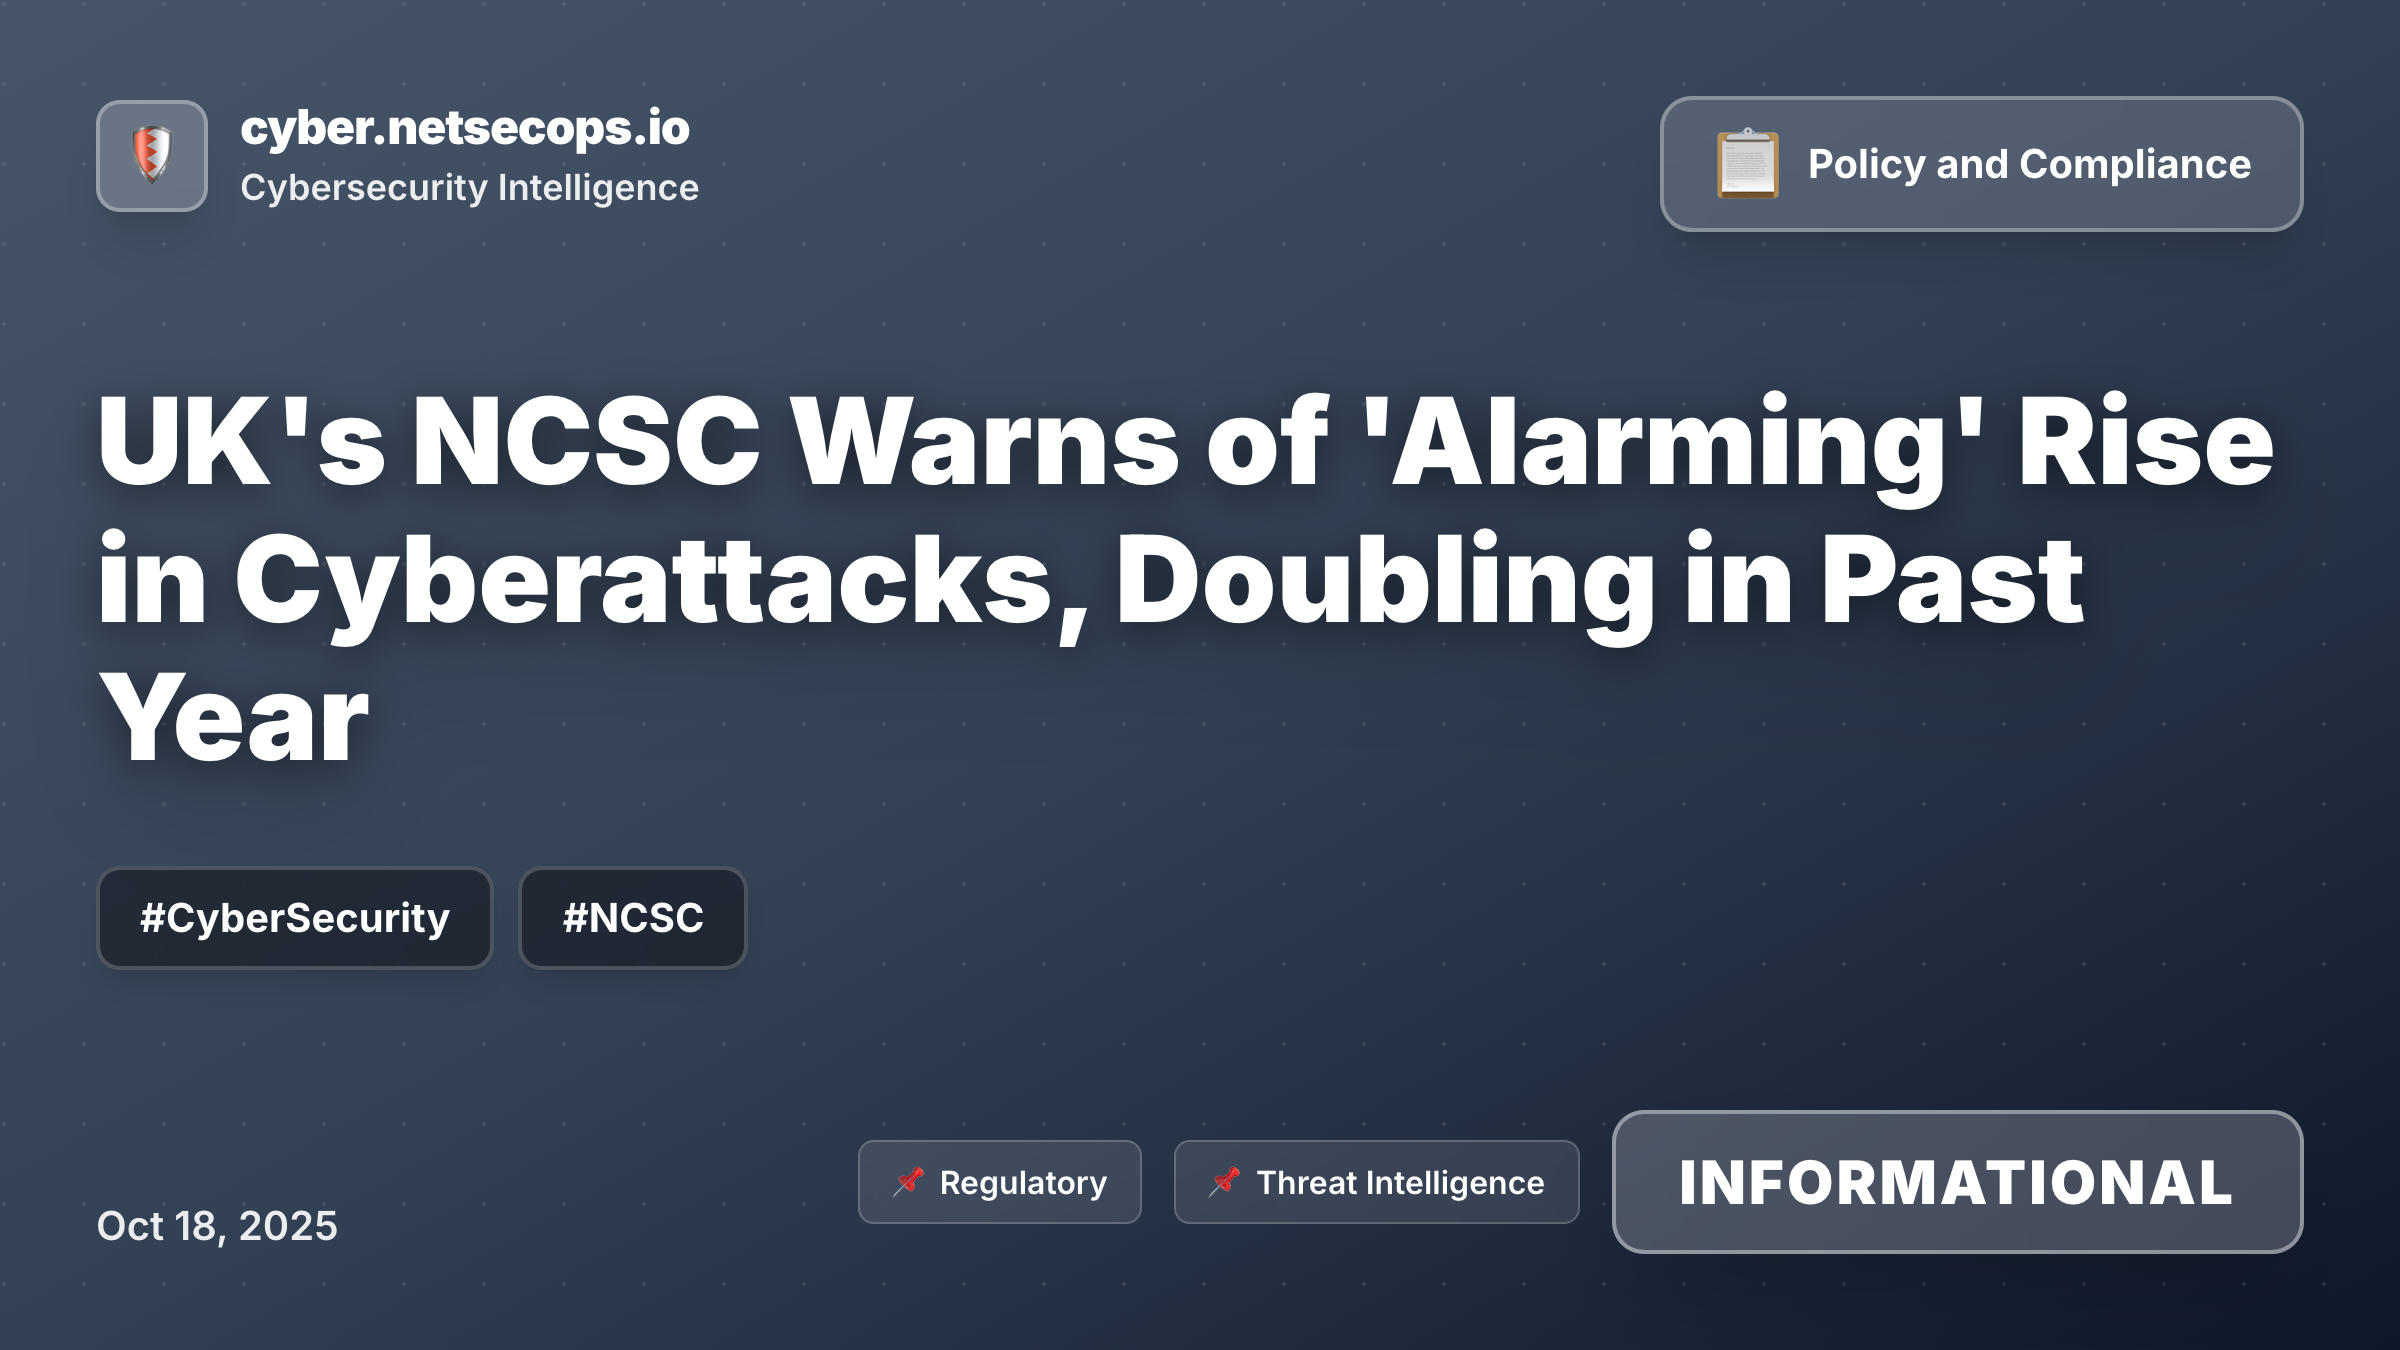 cyber.netsecops.io
Cybersecurity Intelligence
Policy and Compliance
UK's NCSC Warns of 'Alarming' Rise
in Cyberattacks, Doubling in Past
Year
#CyberSecurity
#NCSC
Regulatory
Threat Intelligence
INFORMATIONAL
Oct 18, 2025